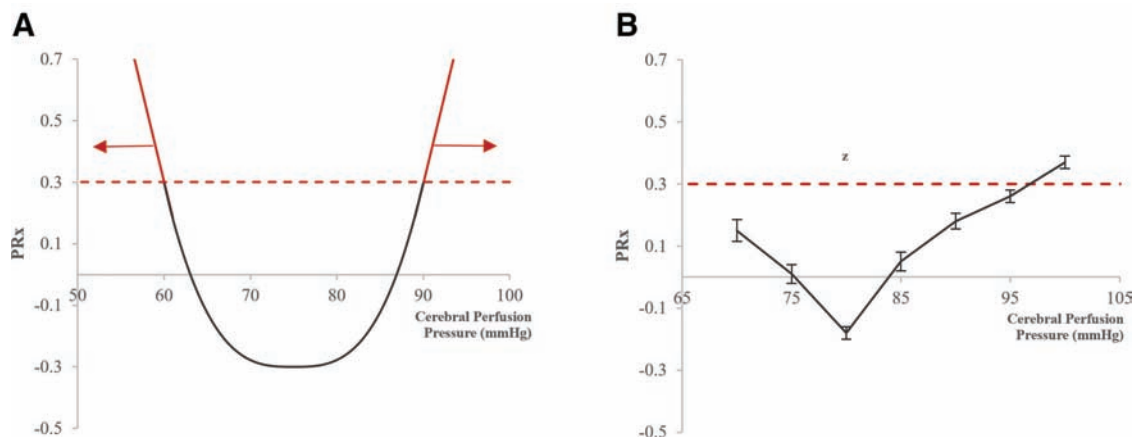 A
0.7
0.5
0.3
0.1
-0.1
-0.3
-0.5
PRx
50
60
70
80
90
100
Cerebral Perfusion
Pressure (mmHg)
B
0.7
0.5
0.3
0.1
-0.1
-0.3
-0.5
PRx
z
65
75
85
95
105
Cerebral Perfusion
Pressure (mmHg)